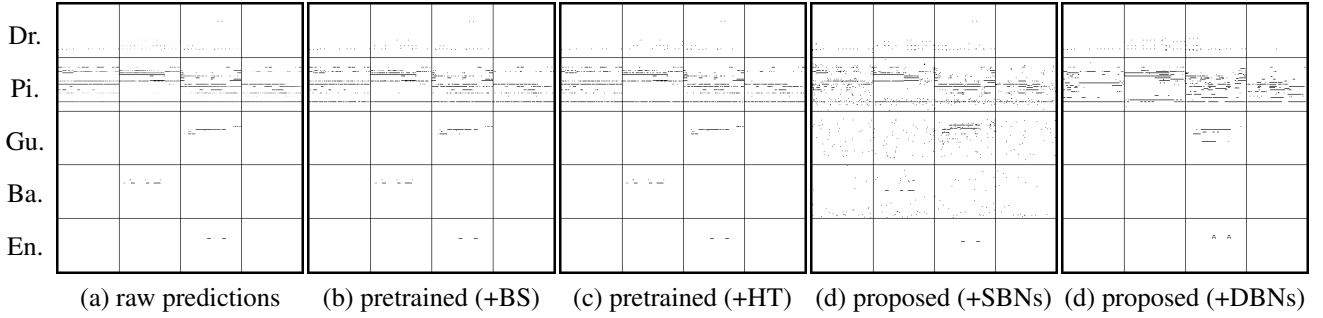 Dr.
Pi.
Gu.
Ba.
En.
(a) raw predictions
(b) pretrained (+BS)
(c) pretrained (+HT)
(d) proposed (+SBNs)
(d) proposed (+DBNs)